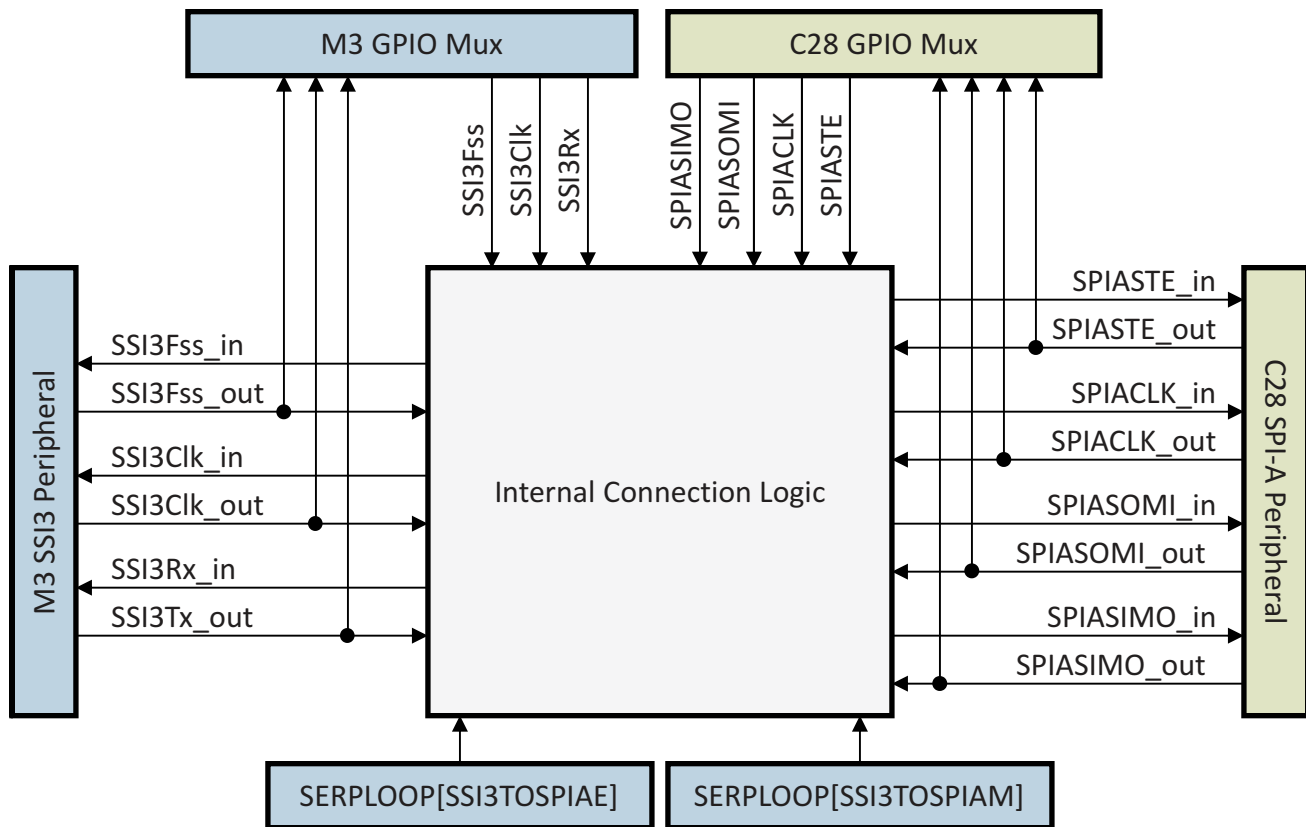 M3 GPIO Mux
C28 GPIO Mux
SSI3Fss
SSI3Clk
SSI3Rx
SPIASIMO
SPIASOMI
SPIACLK
SPIASTE
M3 SSI3 Peripheral
SSI3Fss_in
SSI3Fss_out
SSI3Clk_in
SSI3Clk_out
SSI3Rx_in
SSI3Tx_out
Internal Connection Logic
SPIASTE_in
SPIASTE_out
SPIACLK_in
SPIACLK_out
SPIASOMI_in
SPIASOMI_out
SPIASIMO_in
SPIASIMO_out
C28 SPI-A Peripheral
SERPLOOP[SSI3TOSPIAE]
SERPLOOP[SSI3TOSPIAM]